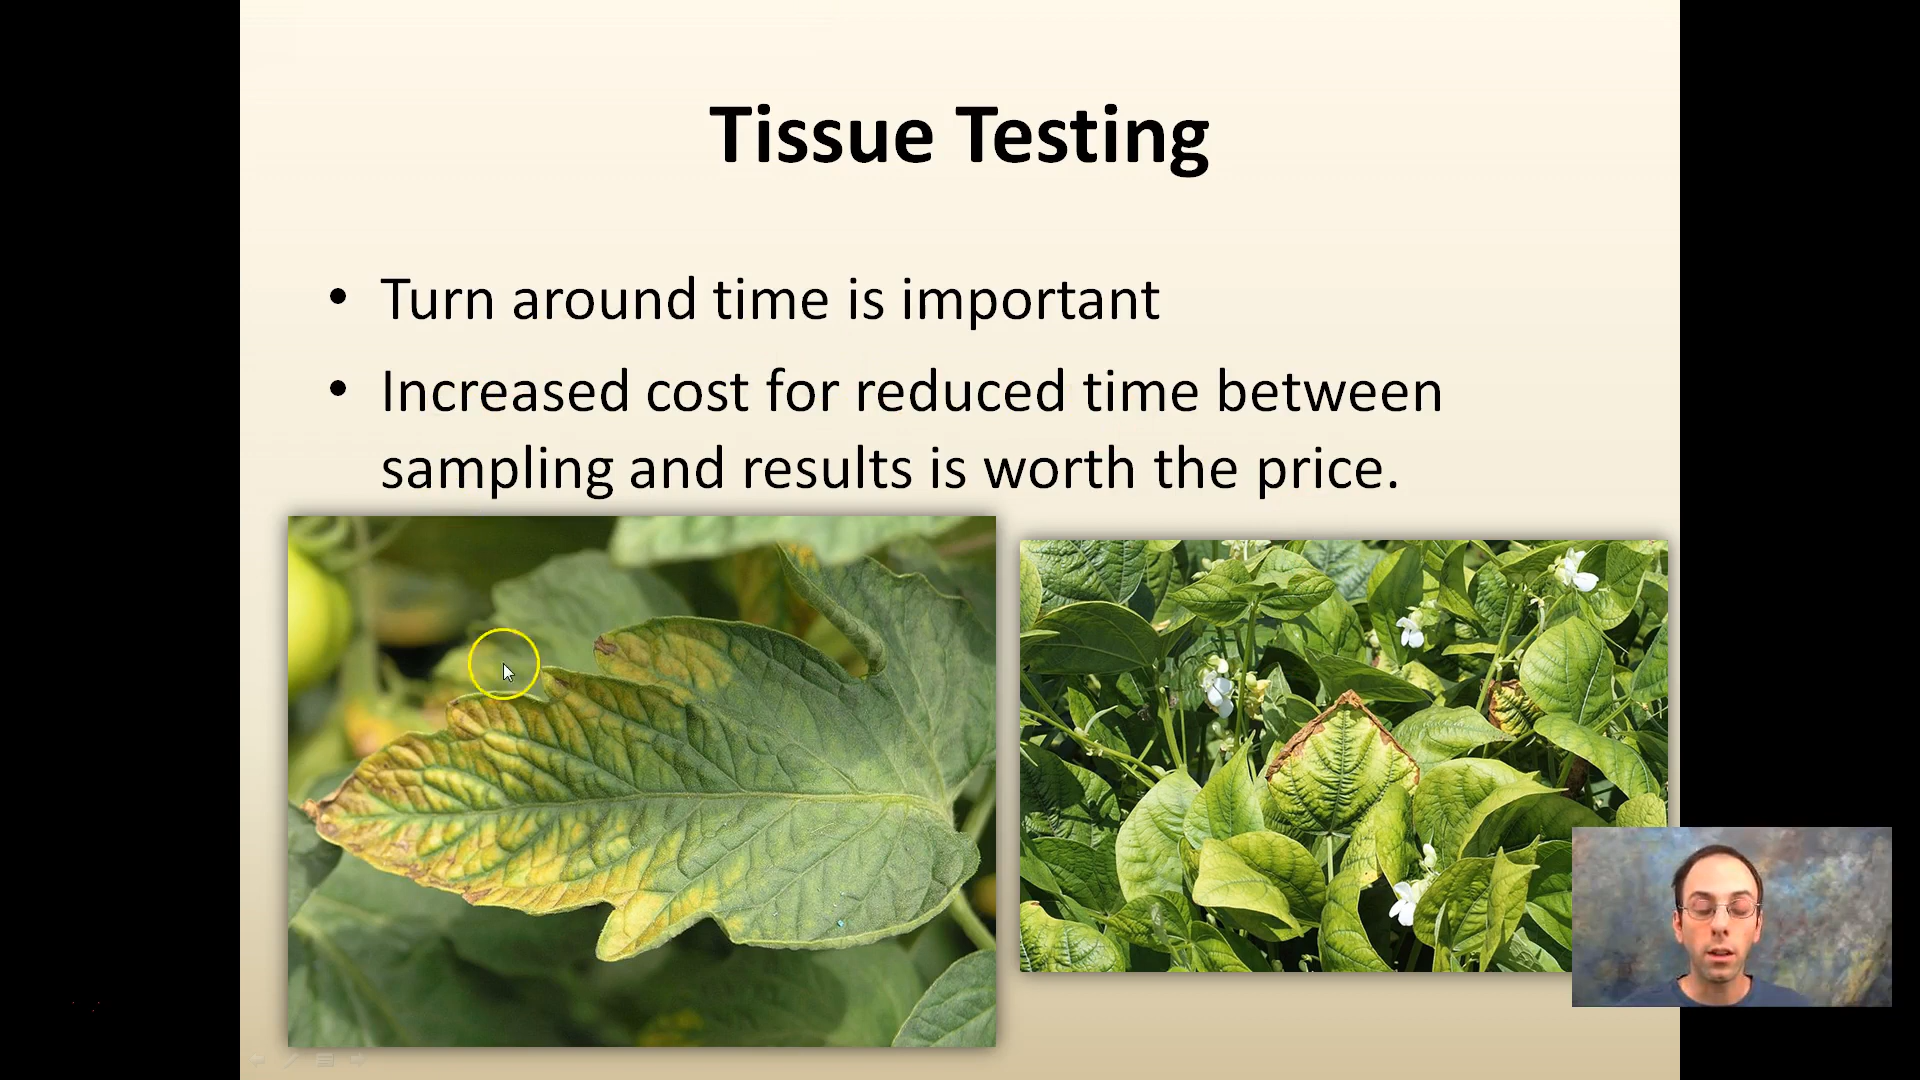 Tissue Testing
• Turn around time is important
• Increased cost for reduced time between
sampling and results is worth the price.